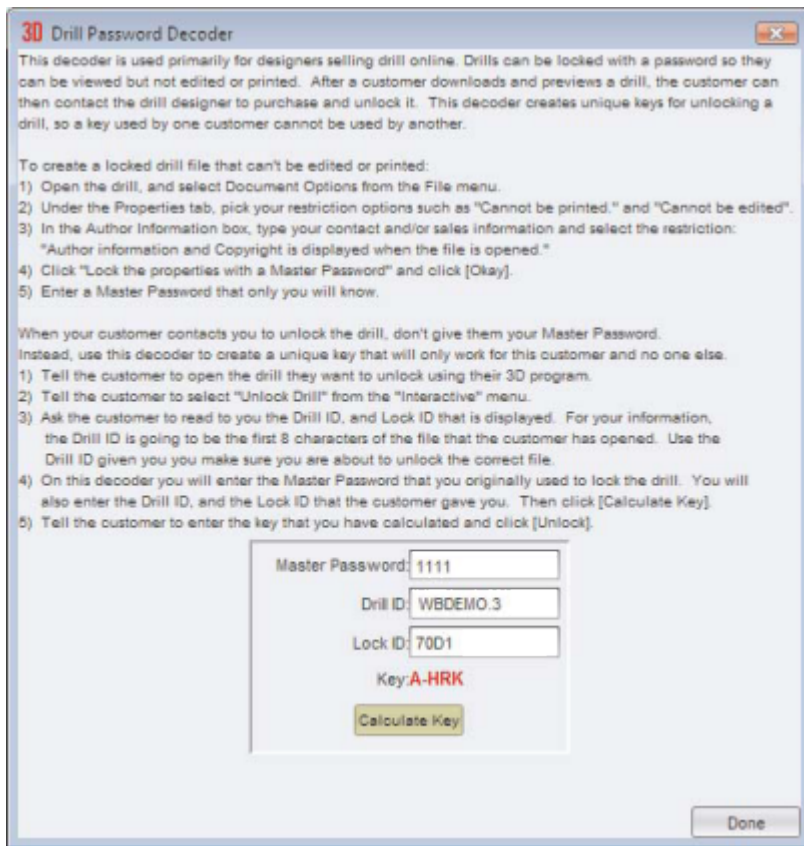 3D Drill Password Decoder
This decoder is used primarily for designers selling drill online. Drills can be locked with a password so they
can be viewed but not edited or printed. After a customer downloads and previews a drill, the customer can
then contact the drill designer to purchase and unlock it. This decoder creates unique keys for unlocking a
drill, so a key used by one customer cannot be used by another.
To create a locked drill file that can't be edited or printed:
1) Open the drill, and select Document Options from the File menu.
2) Under the Properties tab, pick your restriction options such as "Cannot be printed." and "Cannot be edited".
3) In the Author Information box, type your contact and/or sales information and select the restriction:
"Author information and Copyright is displayed when the file is opened."
4) Click "Lock the properties with a Master Password" and click [Okay].
5) Enter a Master Password that only you will know.
When your customer contacts you to unlock the drill, don't give them your Master Password.
Instead, use this decoder to create a unique key that will only work for this customer and no one else.
1) Tell the customer to open the drill they want to unlock using their 3D program.
2) Tell the customer to select "Unlock Drill" from the "Interactive" menu.
3) Ask the customer to read to you the Drill ID, and Lock ID that is displayed. For your information,
the Drill ID is going to be the first 8 characters of the file that the customer has opened. Use the
Drill ID given you you make sure you are about to unlock the correct file.
4) On this decoder you will enter the Master Password that you originally used to lock the drill. You will
also enter the Drill ID, and the Lock ID that the customer gave you. Then click [Calculate Key].
5) Tell the customer to enter the key that you have calculated and click [Unlock].
Master Password: 1111
Drill ID: WBDEMO.3
Lock ID: 70D1
Key: A-HRK
Calculate Key
Done